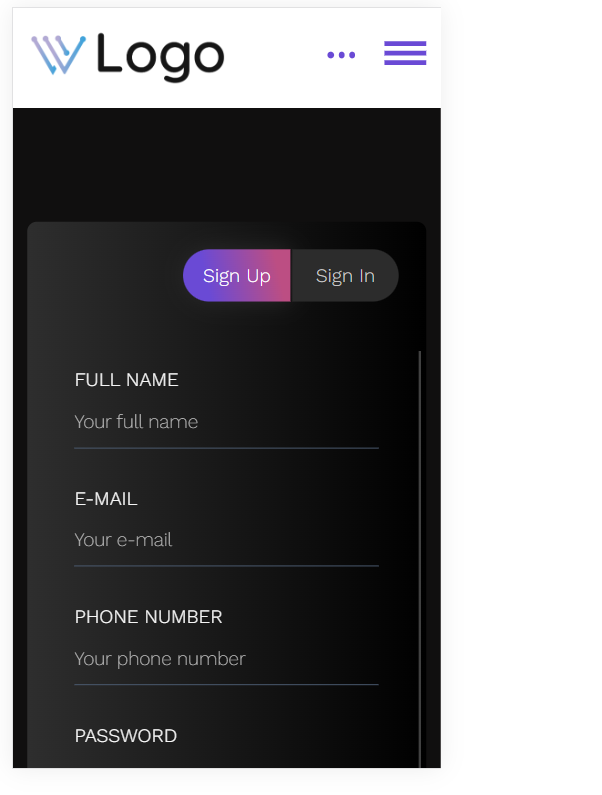 Logo
Sign Up Sign In
FULL NAME
Your full name
E-MAIL
Your e-mail
PHONE NUMBER
Your phone number
PASSWORD